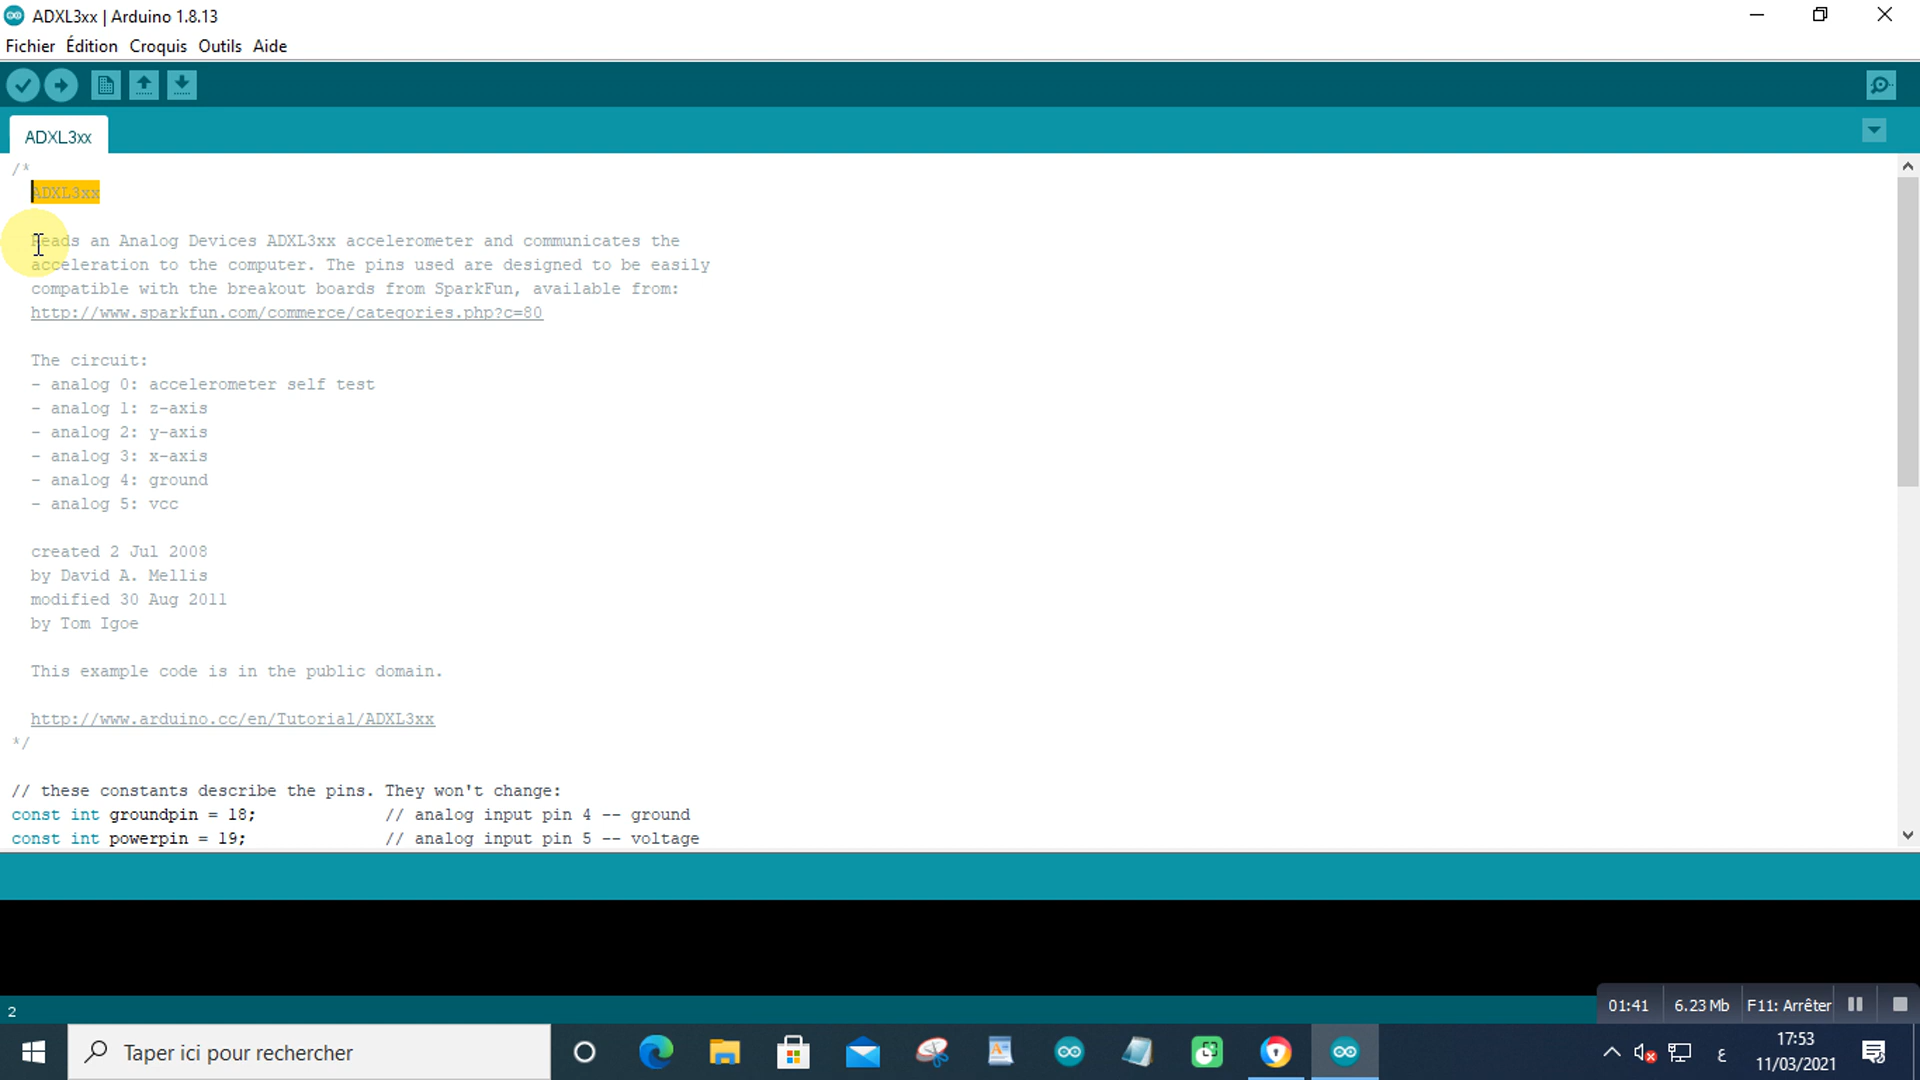 ADXL3xx | Arduino 1.8.13
Fichier Édition Croquis Outils Aide
ADXL3xx
/*
ADXL3xx
Reads an Analog Devices ADXL3xx accelerometer and communicates the
acceleration to the computer. The pins used are designed to be easily
compatible with the breakout boards from SparkFun, available from:
http://www.sparkfun.com/commerce/categories.php?c=80
The circuit:
- analog 0: accelerometer self test
- analog 1: z-axis
- analog 2: y-axis
- analog 3: x-axis
- analog 4: ground
- analog 5: vcc
created 2 Jul 2008
by David A. Mellis
modified 30 Aug 2011
by Tom Igoe
This example code is in the public domain.
http://www.arduino.cc/en/Tutorial/ADXL3xx
*/
// these constants describe the pins. They won't change:
const int groundpin = 18; // analog input pin 4 -- ground
const int powerpin = 19; // analog input pin 5 -- voltage
2
01:41 6.23 Mb F11: Arrêter
Taper ici pour rechercher
ع
17:53
11/03/2021